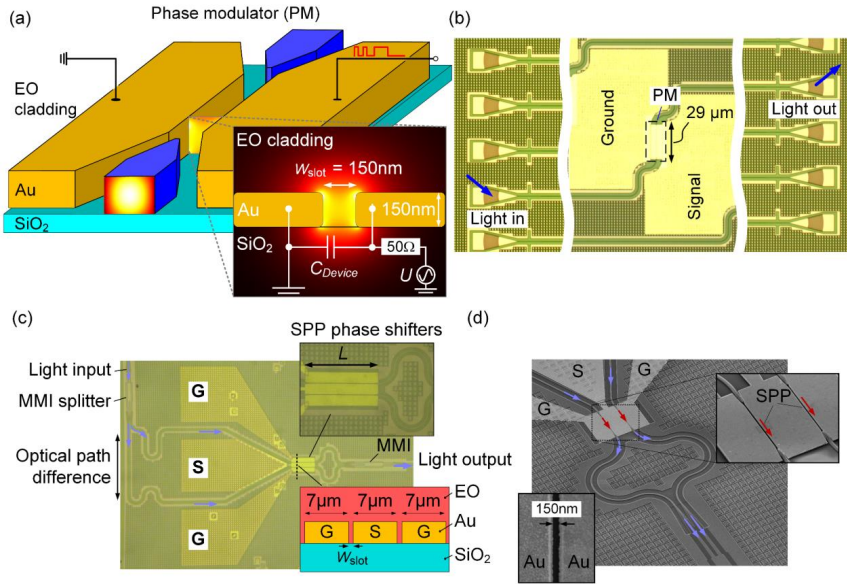 (a)
Phase modulator (PM)
EO
cladding
Au
SiO₂
EO cladding
wslot = 150nm
Au
150nm
SiO₂
CDevice
50Ω
U
(b)
PM
29 µm
Ground
Signal
Light in
Light out
(c)
SPP phase shifters
L
Light input
MMI splitter
G
Optical path
difference
S
G
MMI
Light output
7µm 7µm 7µm
EO
G S G
Au
wslot
SiO₂
(d)
S
G
G
SPP
150nm
Au Au